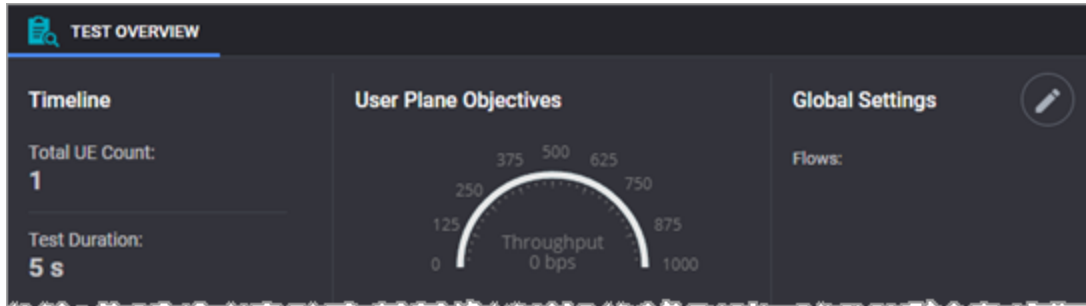 TEST OVERVIEW
Timeline
Total UE Count:
1
Test Duration:
5 s
User Plane Objectives
0
125
250
375
500
625
750
875
1000
Throughput
0 bps
Global Settings
Flows: